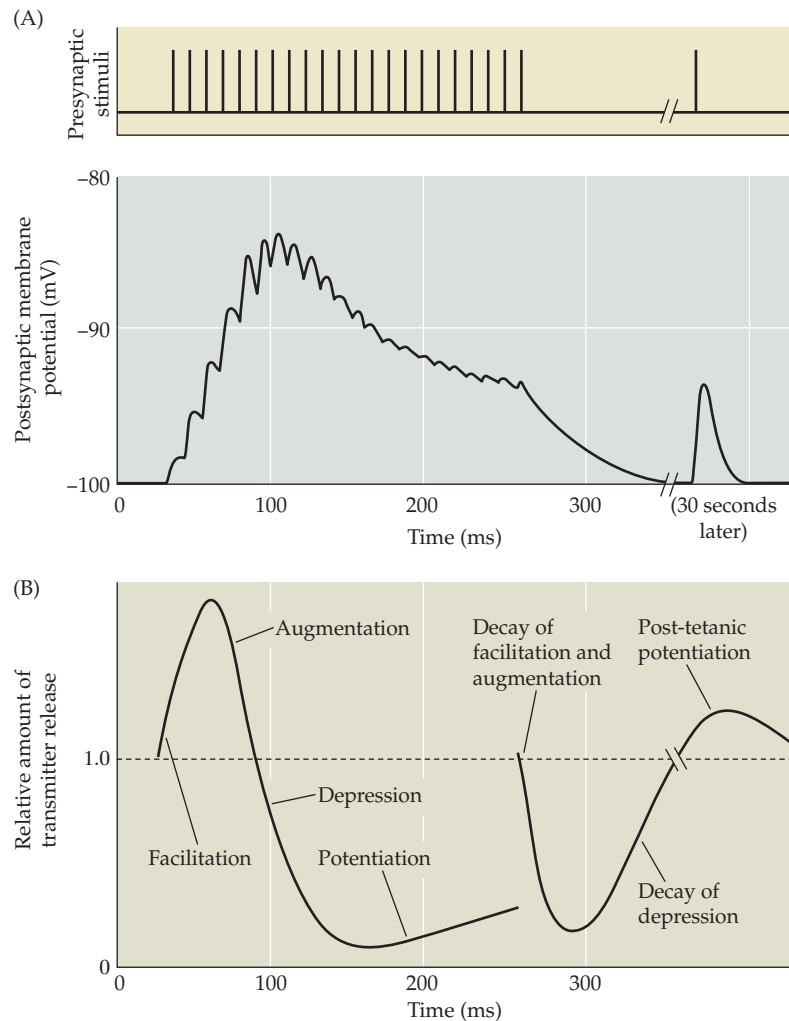 (A)
Presynaptic
stimuli
Postsynaptic membrane
potential (mV)
–80
–90
–100
0
100
200
300
(30 seconds
later)
Time (ms)
(B)
Relative amount of
transmitter release
1.0
0
Augmentation
Facilitation
Depression
Potentiation
Decay of
facilitation and
augmentation
Post-tetanic
potentiation
Decay of
depression
0
100
200
300
Time (ms)